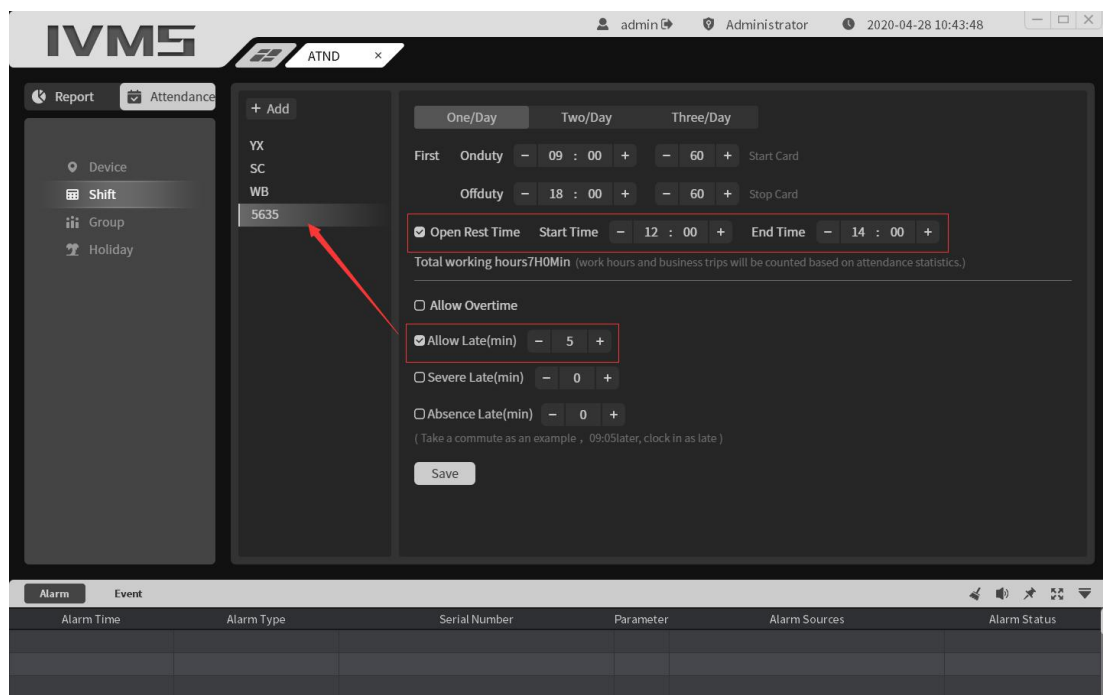 IVMS
admin
Administrator
2020-04-28 10:43:48
ATND ×
Report
Attendance
Device
Shift
Group
Holiday
+ Add
YX
SC
WB
5635
One/Day Two/Day Three/Day
First Onduty − 09 : 00 + − 60 + Start Card
Offduty − 18 : 00 + − 60 + Stop Card
Open Rest Time Start Time − 12 : 00 + End Time − 14 : 00 +
Total working hours7H0Min (work hours and business trips will be counted based on attendance statistics.)
Allow Overtime
Allow Late(min) − 5 +
Severe Late(min) − 0 +
Absence Late(min) − 0 +
( Take a commute as an example ，09:05later, clock in as late )
Save
Alarm Event
Alarm Time Alarm Type Serial Number Parameter Alarm Sources Alarm Status